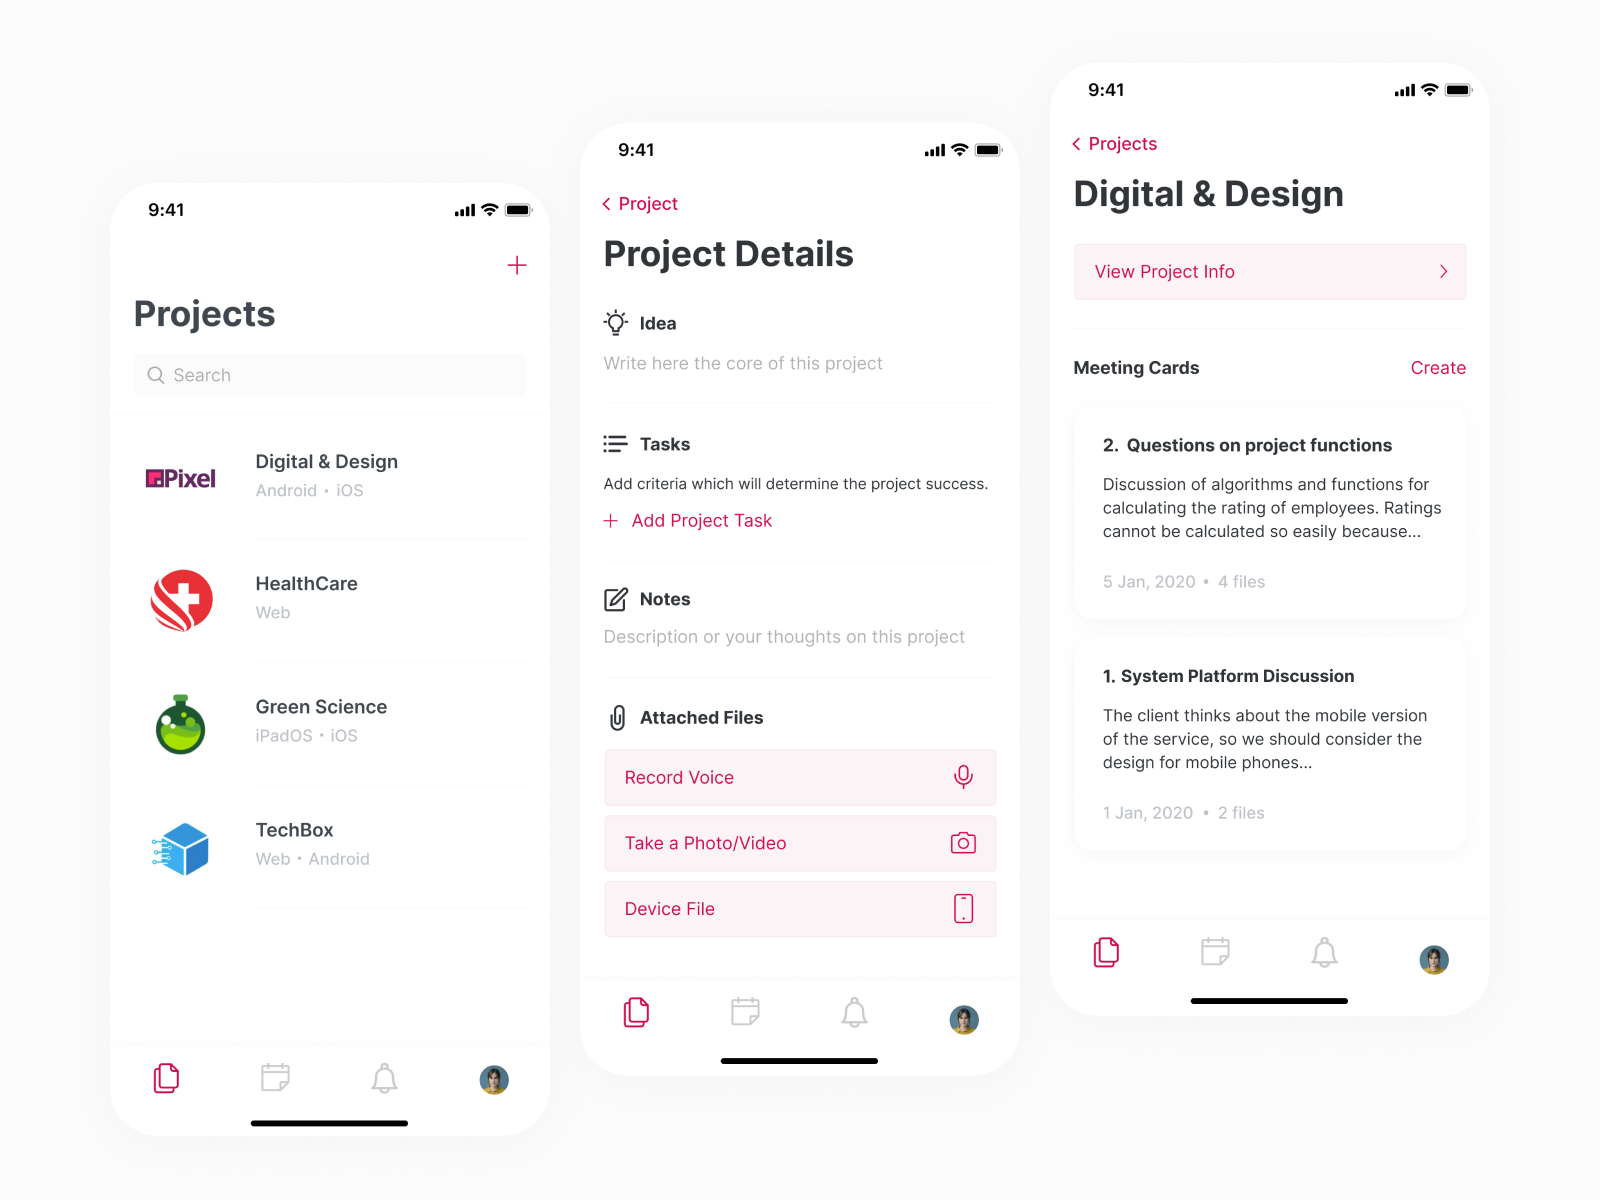 9:41
Projects
Search
Pixel
Digital & Design
Android • iOS
HealthCare
Web
Green Science
iPadOS • iOS
TechBox
Web • Android
9:41
Project
Project Details
Idea
Write here the core of this project
Tasks
Add criteria which will determine the project success.
Add Project Task
Notes
Description or your thoughts on this project
Attached Files
Record Voice
Take a Photo/Video
Device File
9:41
Projects
Digital & Design
View Project Info
Meeting Cards
Create
2. Questions on project functions
Discussion of algorithms and functions for
calculating the rating of employees. Ratings
cannot be calculated so easily because...
5 Jan, 2020 • 4 files
1. System Platform Discussion
The client thinks about the mobile version
of the service, so we should consider the
design for mobile phones...
1 Jan, 2020 • 2 files